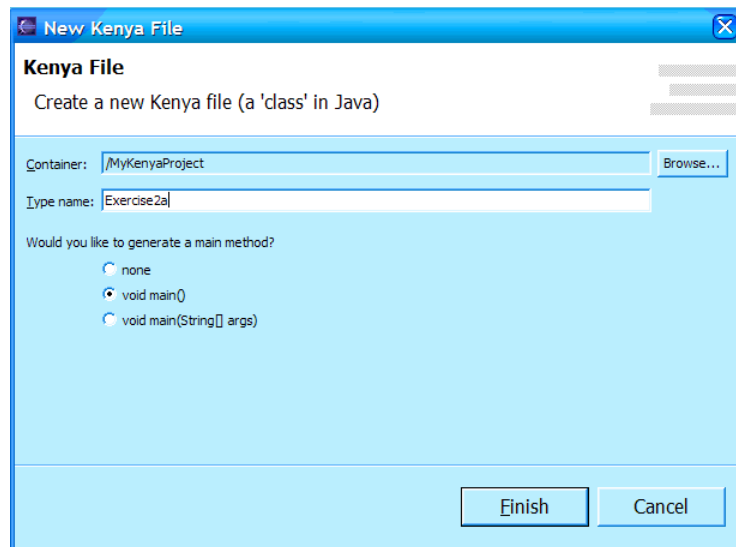 New Kenya File
Kenya File
Create a new Kenya file (a 'class' in Java)
Container: /MyKenyaProject Browse...
Type name: Exercise2a
Would you like to generate a main method?
none
void main()
void main(String[] args)
Finish Cancel